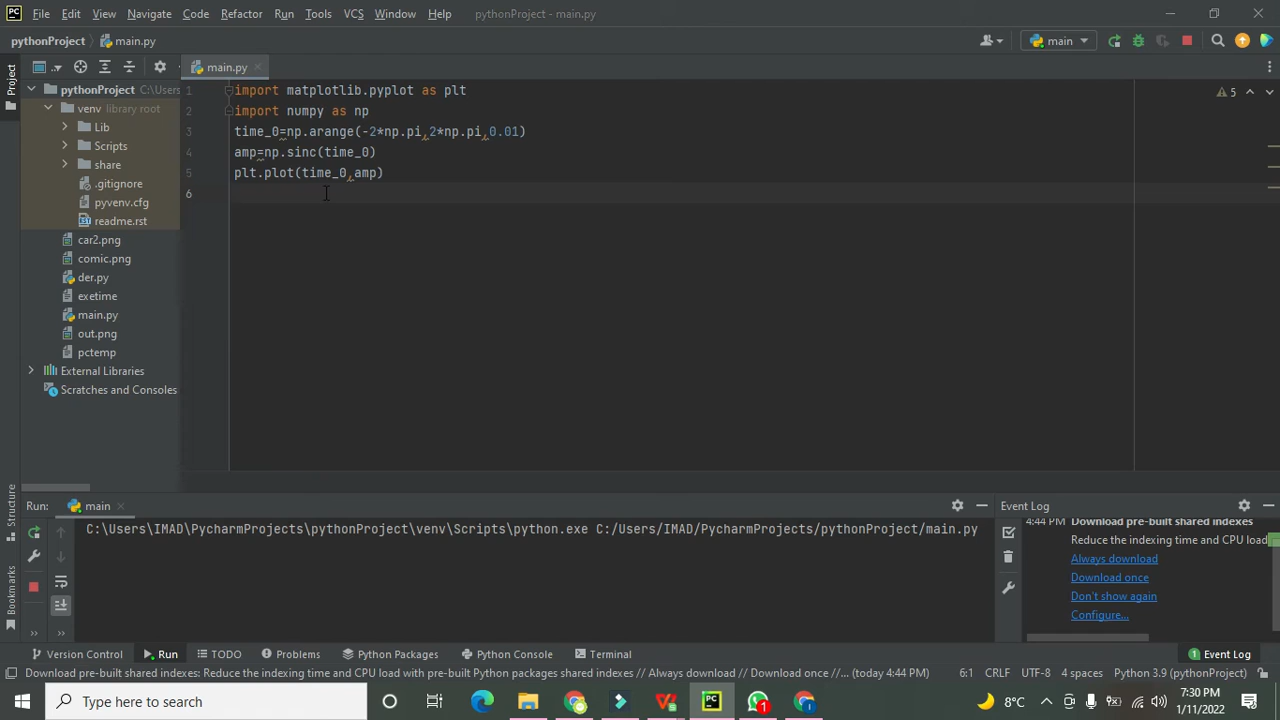 File Edit View Navigate Code Refactor Run Tools VCS Window Help pythonProject - main.py
pythonProject main.py main
Project main.py
pythonProject C:\Users
venv library root
Lib
Scripts
share
.gitignore
pyvenv.cfg
readme.rst
car2.png
comic.png
der.py
exetime
main.py
out.png
pctemp
External Libraries
Scratches and Consoles
5
1 import matplotlib.pyplot as plt
2 import numpy as np
3 time_0=np.arange(-2*np.pi,2*np.pi,0.01)
4 amp=np.sinc(time_0)
5 plt.plot(time_0,amp)
6
Structure
Bookmarks
Run: main
C:\Users\IMAD\PycharmProjects\pythonProject\venv\Scripts\python.exe C:/Users/IMAD/PycharmProjects/pythonProject/main.py
Event Log
4:44 PM Download pre-built shared indexes
Reduce the indexing time and CPU load
Always download
Download once
Don't show again
Configure...
Version Control Run TODO Problems Python Packages Python Console Terminal 1 Event Log
Download pre-built shared indexes: Reduce the indexing time and CPU load with Python packages shared indexes // Always download // Download once //... (today 4:44 PM) 6:1 CRLF UTF-8 4 spaces Python 3.9 (pythonProject)
Type here to search
PC
1
8°C
7:30 PM
1/11/2022